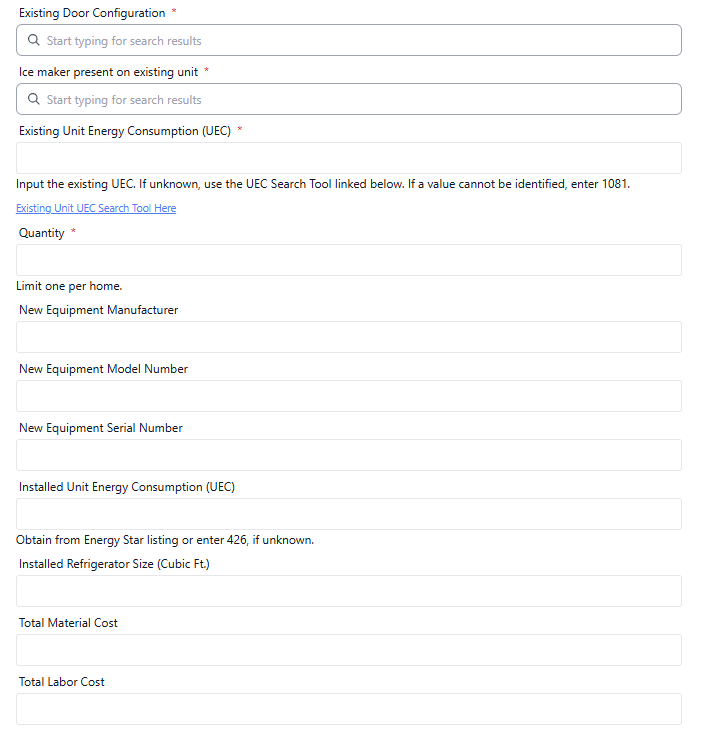 Existing Door Configuration *
Start typing for search results
Ice maker present on existing unit *
Start typing for search results
Existing Unit Energy Consumption (UEC) *
Input the existing UEC. If unknown, use the UEC Search Tool linked below. If a value cannot be identified, enter 1081.
Existing Unit UEC Search Tool Here
Quantity *
Limit one per home.
New Equipment Manufacturer
New Equipment Model Number
New Equipment Serial Number
Installed Unit Energy Consumption (UEC)
Obtain from Energy Star listing or enter 426, if unknown.
Installed Refrigerator Size (Cubic Ft.)
Total Material Cost
Total Labor Cost